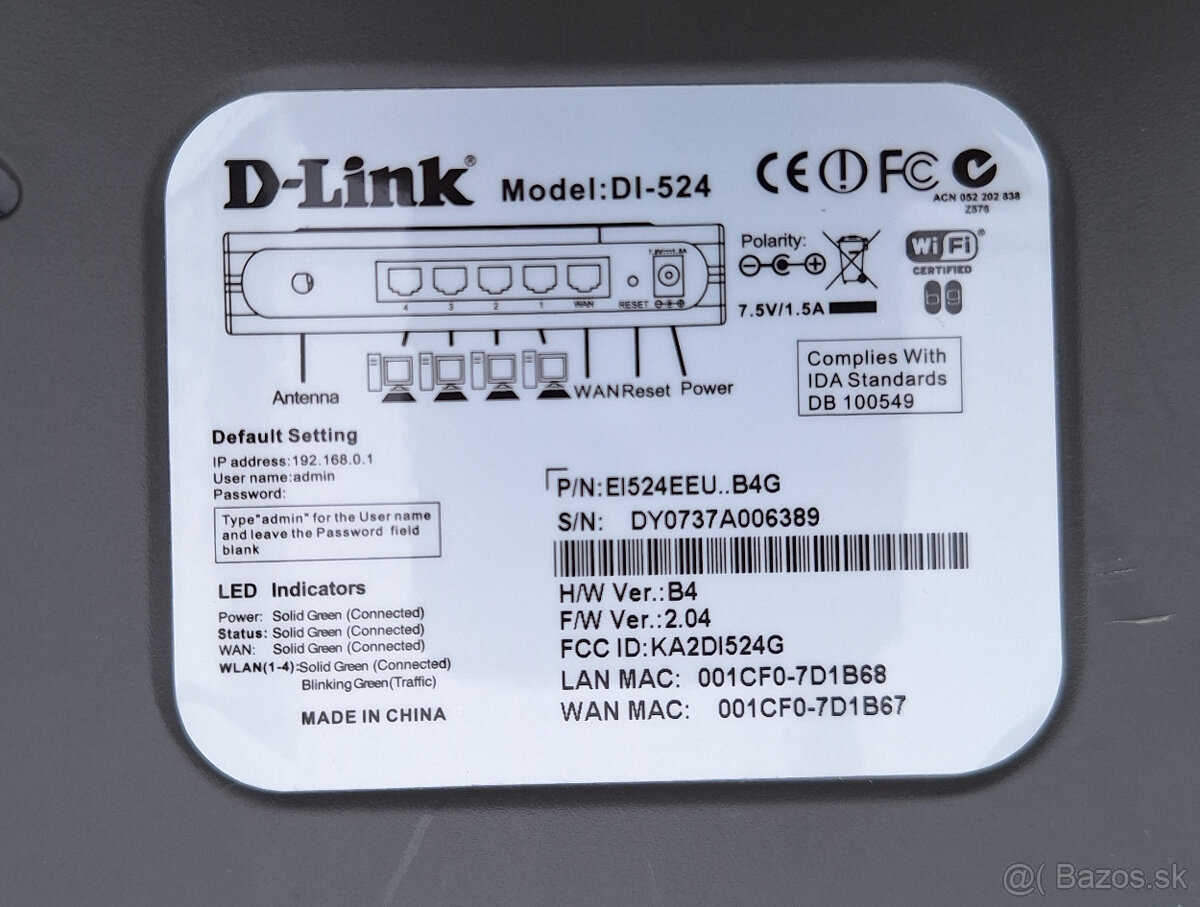 D-Link® Model:DI-524
CE FC
ACN 052 202 838
Z376
Polarity:
7.5V/1.5A
Wi Fi®
CERTIFIED
b g
4 3 2 1 WAN RESET
Antenna WAN Reset Power
Complies With
IDA Standards
DB 100549
Default Setting
IP address:192.168.0.1
User name:admin
Password:
Type"admin" for the User name
and leave the Password field
blank
LED Indicators
Power: Solid Green (Connected)
Status: Solid Green (Connected)
WAN: Solid Green (Connected)
WLAN(1-4):Solid Green (Connected)
Blinking Green(Traffic)
MADE IN CHINA
P/N:EI524EEU..B4G
S/N: DY0737A006389
H/W Ver.:B4
F/W Ver.:2.04
FCC ID:KA2DI524G
LAN MAC: 001CF0-7D1B68
WAN MAC: 001CF0-7D1B67
@( Bazos.sk